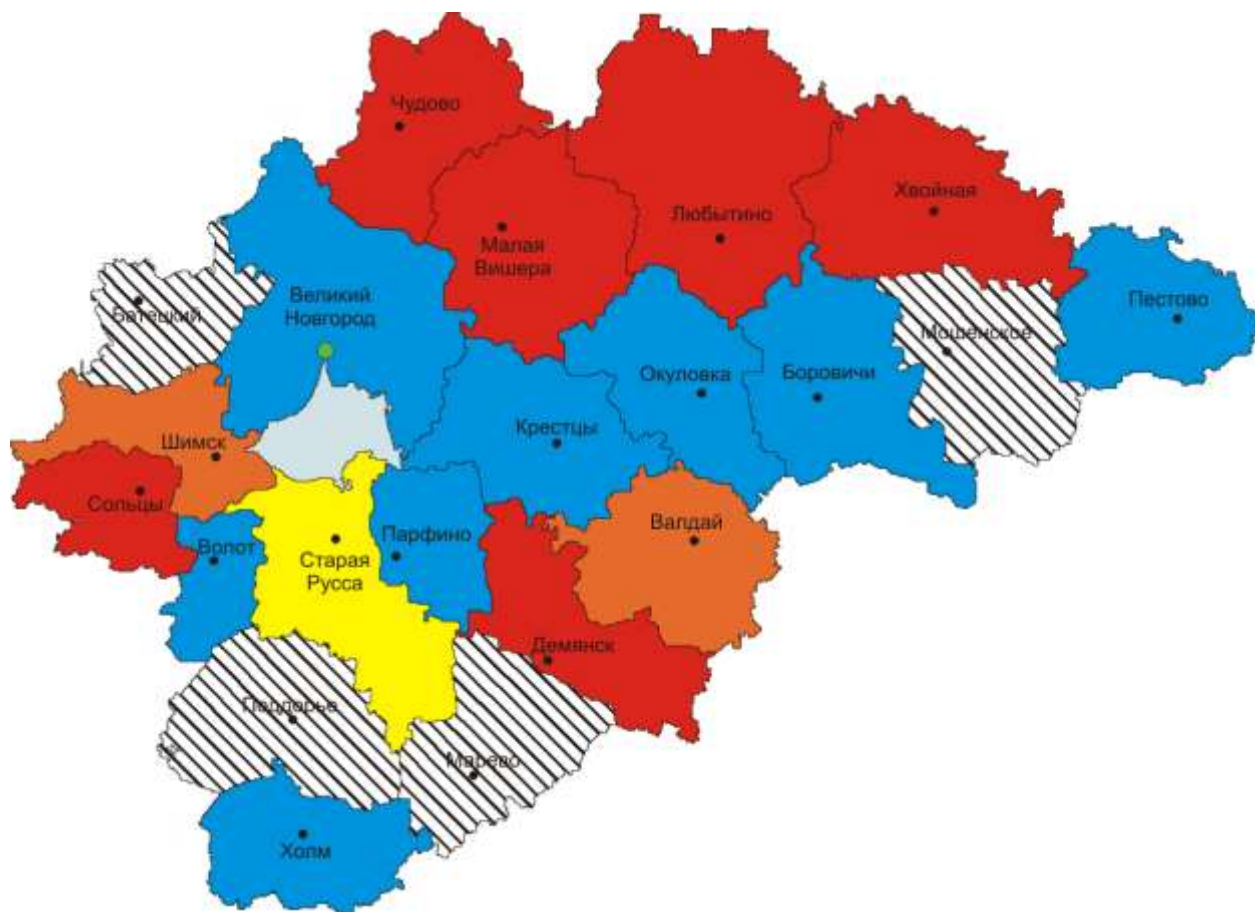 Чудово
Хвойная
Любытино
Малая
Вишера
Великий
Новгород
Батецкий
Пестово
Мошенское
Окуловка
Боровичи
Крестцы
Шимск
Сольцы
Валдай
Волот
Парфино
Старая
Русса
Демянск
Поддорье
Марево
Холм